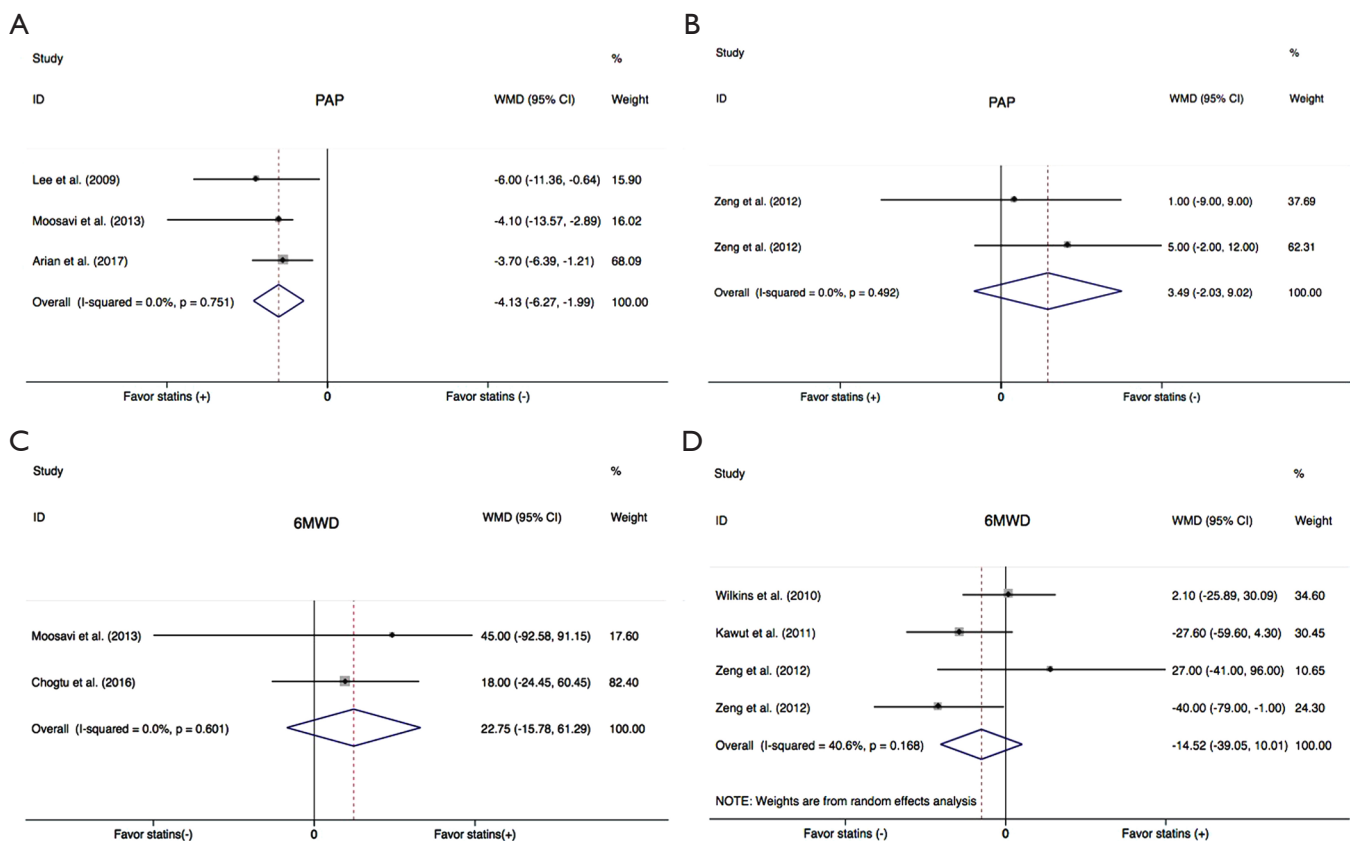 A
Study %
ID PAP WMD (95% CI) Weight
Lee et al. (2009) -6.00 (-11.36, -0.64) 15.90
Moosavi et al. (2013) -4.10 (-13.57, -2.89) 16.02
Arian et al. (2017) -3.70 (-6.39, -1.21) 68.09
Overall (I-squared = 0.0%, p = 0.751) -4.13 (-6.27, -1.99) 100.00
Favor statins (+) 0 Favor statins (-)
B
Study %
ID PAP WMD (95% CI) Weight
Zeng et al. (2012) 1.00 (-9.00, 9.00) 37.69
Zeng et al. (2012) 5.00 (-2.00, 12.00) 62.31
Overall (I-squared = 0.0%, p = 0.492) 3.49 (-2.03, 9.02) 100.00
Favor statins (+) 0 Favor statins (-)
C
Study %
ID 6MWD WMD (95% CI) Weight
Moosavi et al. (2013) 45.00 (-92.58, 91.15) 17.60
Chogtu et al. (2016) 18.00 (-24.45, 60.45) 82.40
Overall (I-squared = 0.0%, p = 0.601) 22.75 (-15.78, 61.29) 100.00
Favor statins(-) 0 Favor statins(+)
D
Study %
ID 6MWD WMD (95% CI) Weight
Wilkins et al. (2010) 2.10 (-25.89, 30.09) 34.60
Kawut et al. (2011) -27.60 (-59.60, 4.30) 30.45
Zeng et al. (2012) 27.00 (-41.00, 96.00) 10.65
Zeng et al. (2012) -40.00 (-79.00, -1.00) 24.30
Overall (I-squared = 40.6%, p = 0.168) -14.52 (-39.05, 10.01) 100.00
NOTE: Weights are from random effects analysis
Favor statins (-) 0 Favor statins (+)